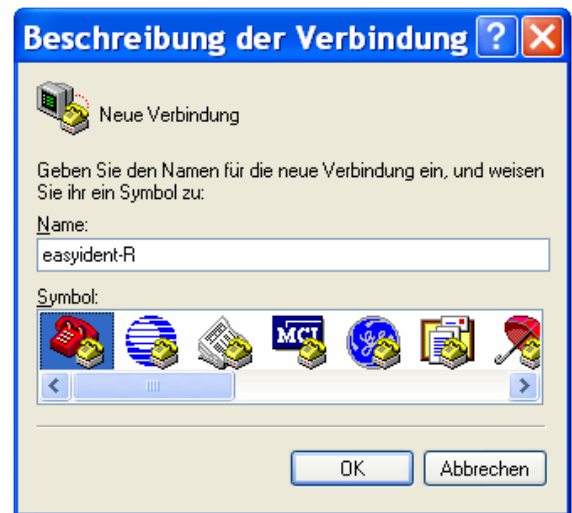 Beschreibung der Verbindung
Neue Verbindung
Geben Sie den Namen für die neue Verbindung ein, und weisen
Sie ihr ein Symbol zu:
Name:
easyident-R
Symbol:
MCI
OK Abbrechen